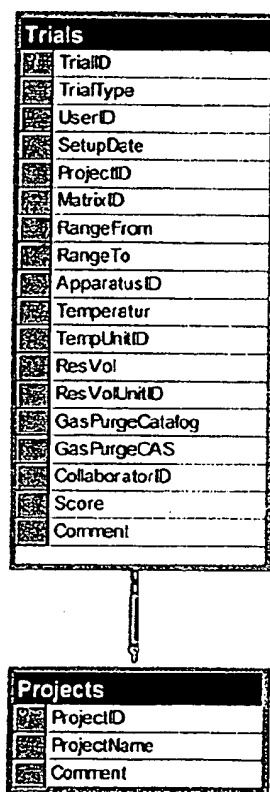 Trials
TrialID
TrialType
UserID
SetupDate
ProjectID
MatrixID
RangeFrom
RangeTo
ApparatusID
Temperatur
TempUnitID
ResVol
ResVolUnitID
GasPurgeCatalog
GasPurgeCAS
CollaboratorID
Score
Comment
Projects
ProjectID
ProjectName
Comment